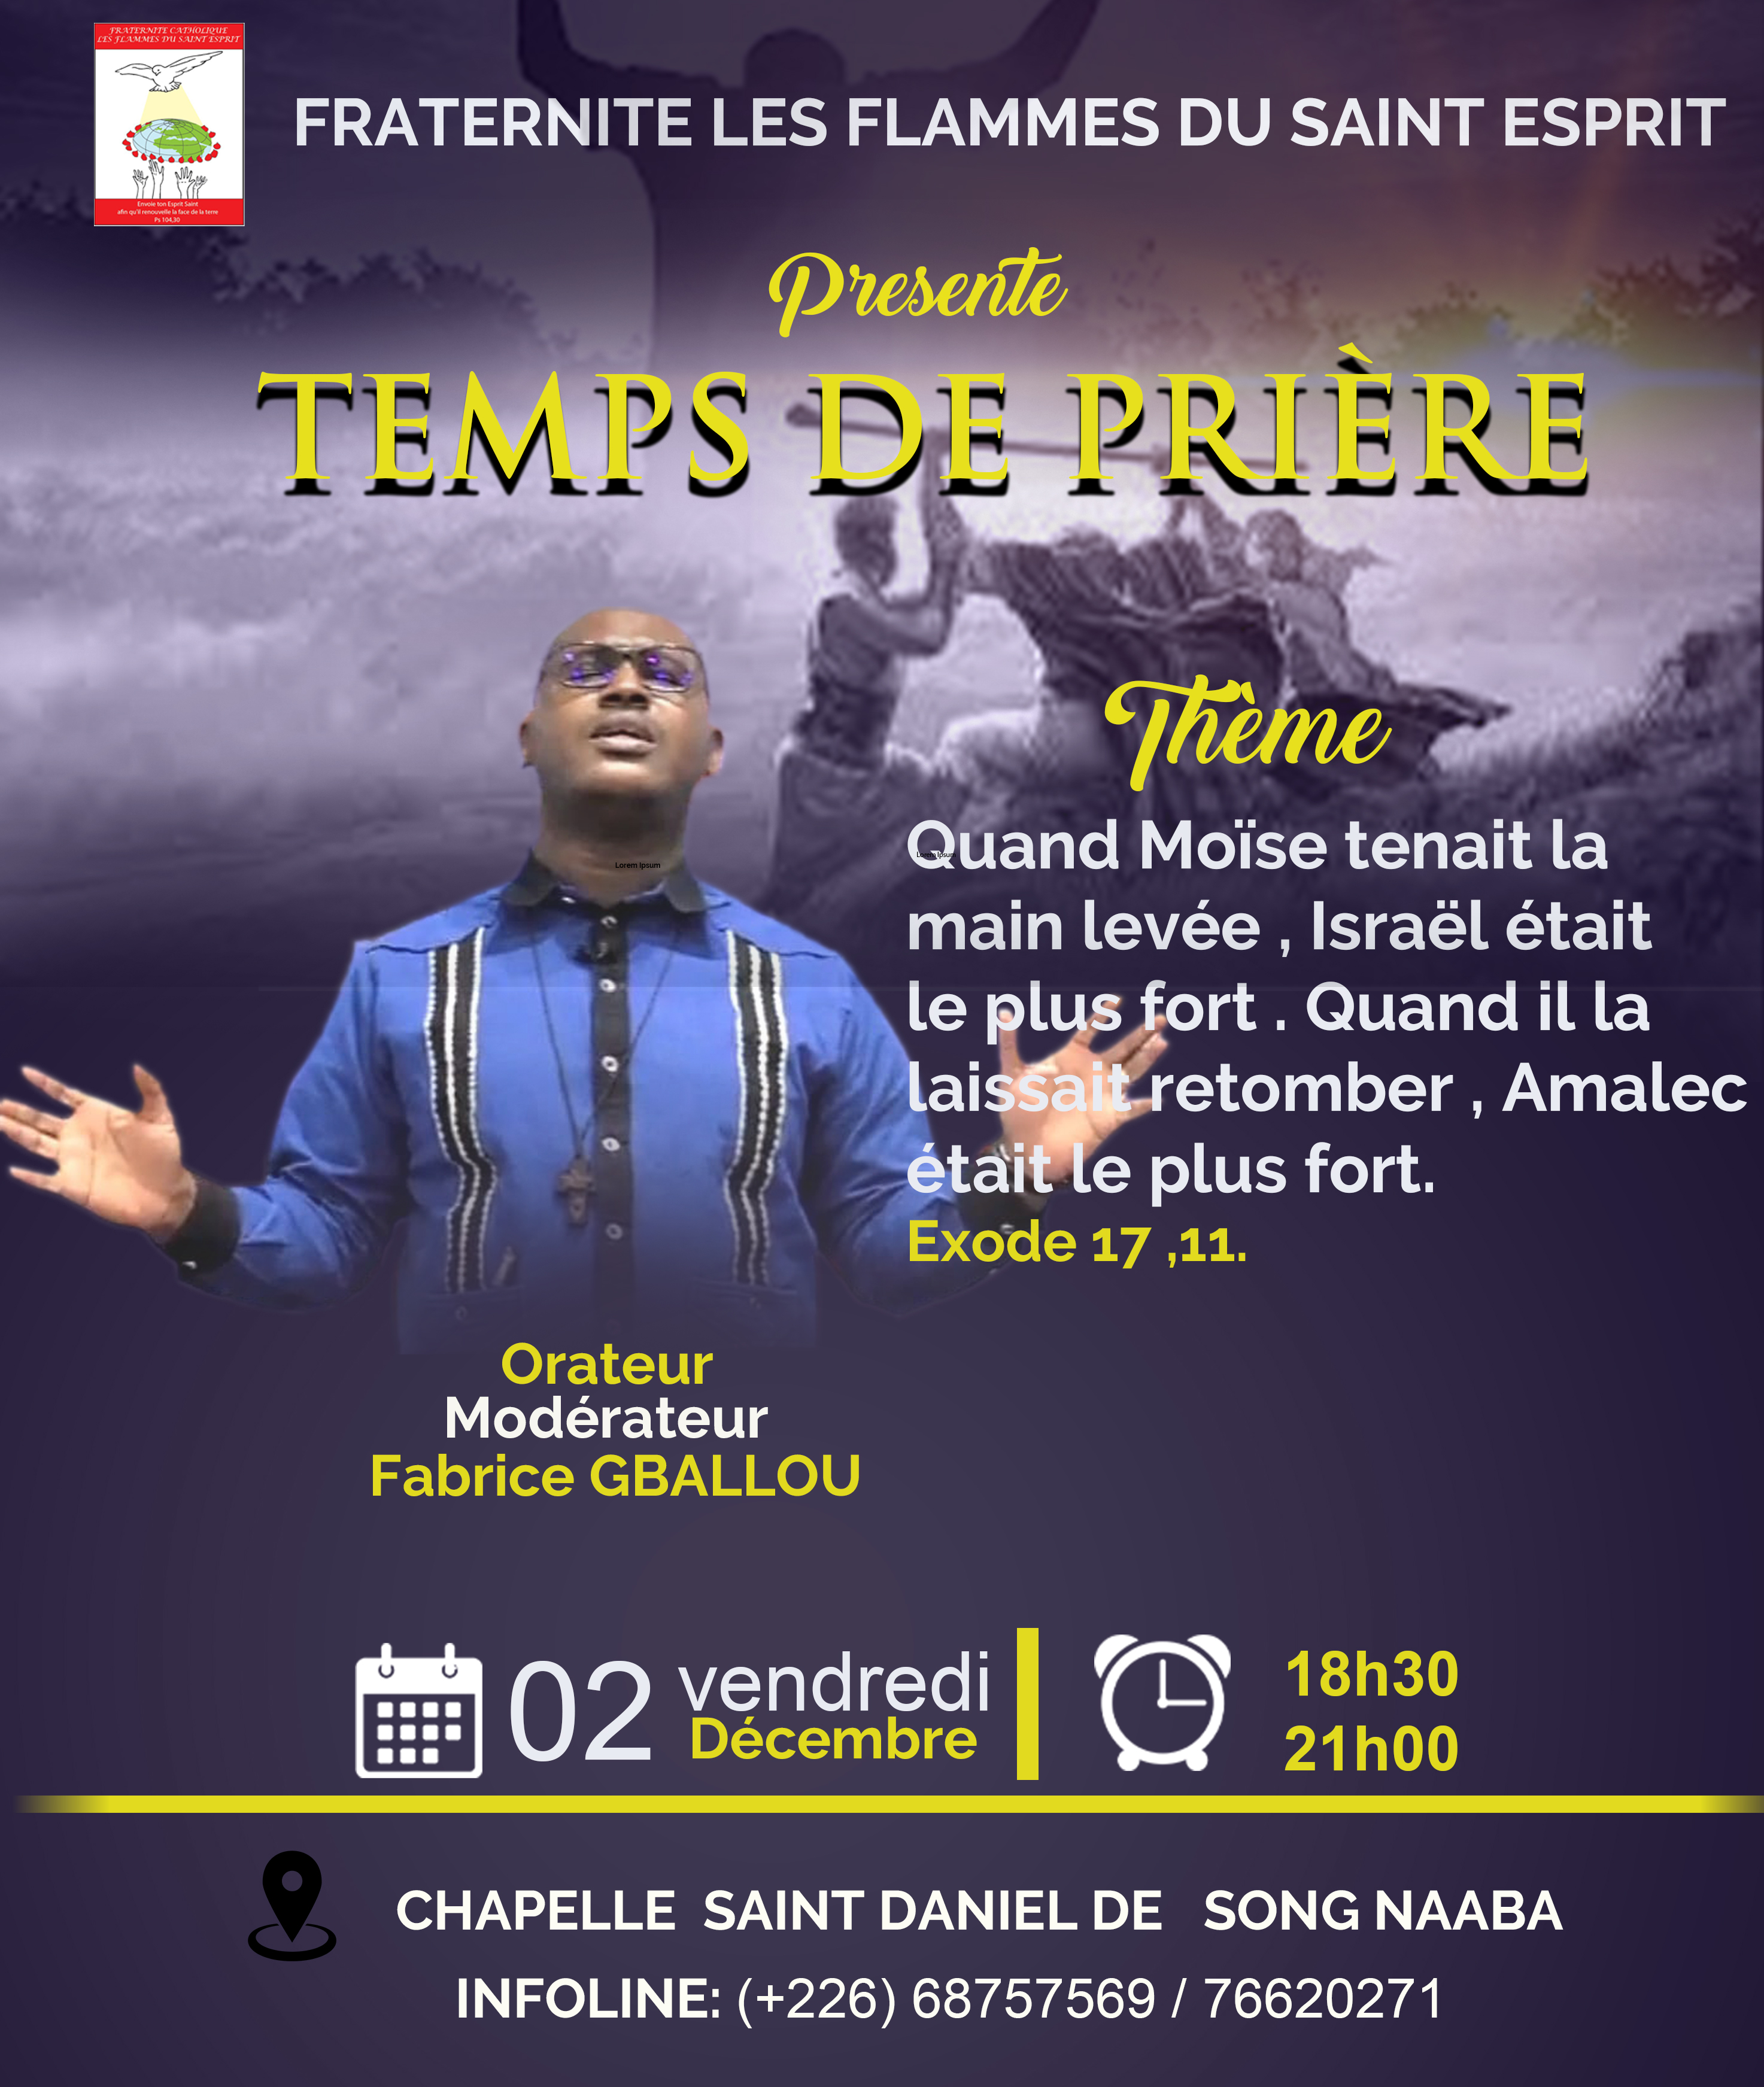 FRATERNITE CATHOLIQUE
LES FLAMMES DU SAINT ESPRIT
Envoie ton Esprit Saint
afin qu'il renouvelle la face de la terre
Ps 104,30
FRATERNITE LES FLAMMES DU SAINT ESPRIT
Presente
TEMPS DE PRIÈRE
Thème
Lorem Ipsum
Lorem Ipsum
Quand Moïse tenait la
main levée , Israël était
le plus fort . Quand il la
laissait retomber , Amalec
était le plus fort.
Exode 17 ,11.
Orateur
Modérateur
Fabrice GBALLOU
02 vendredi
Décembre
18h30
21h00
CHAPELLE SAINT DANIEL DE SONG NAABA
INFOLINE: (+226) 68757569 / 76620271